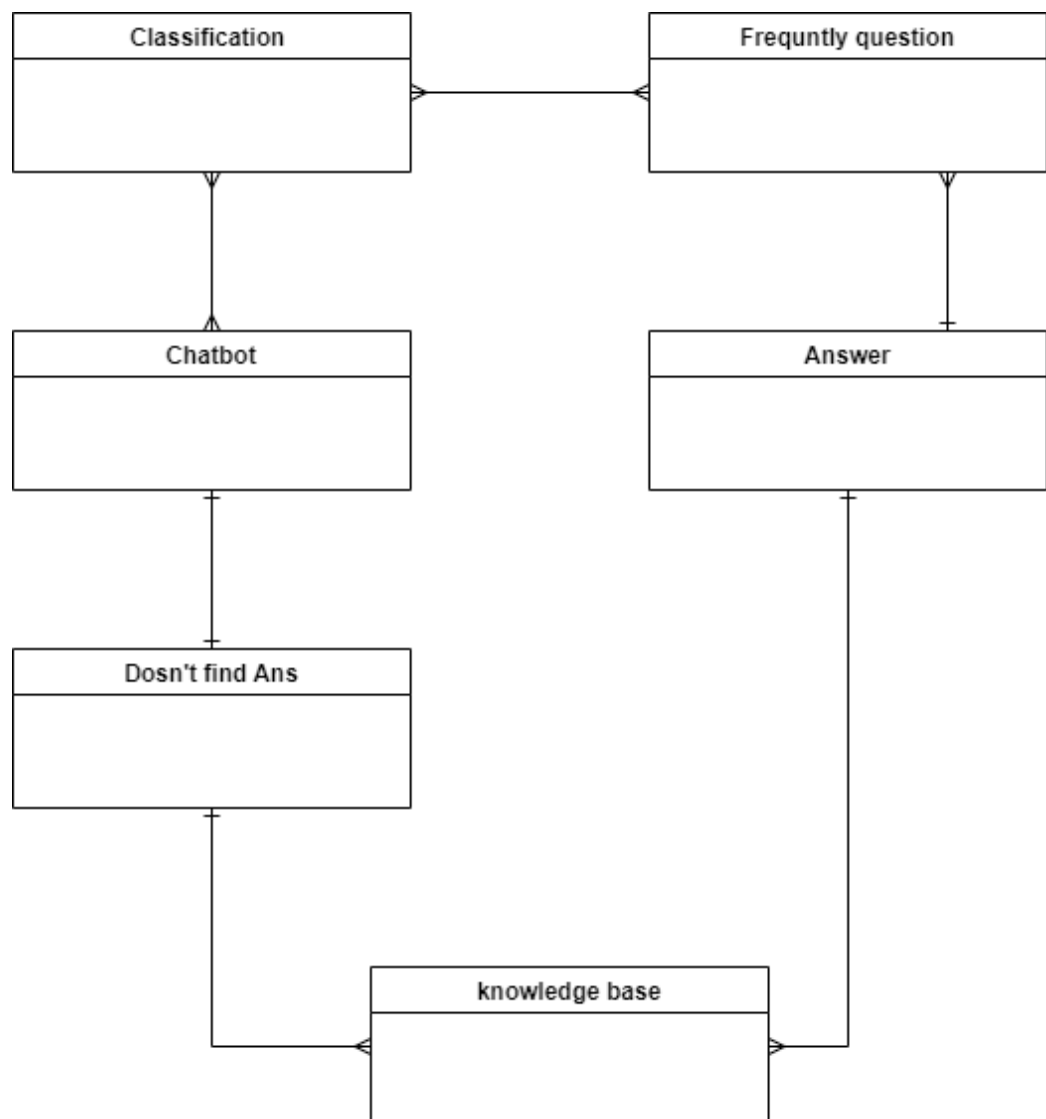 Classification
Frequntly question
Chatbot
Answer
Dosn't find Ans
knowledge base